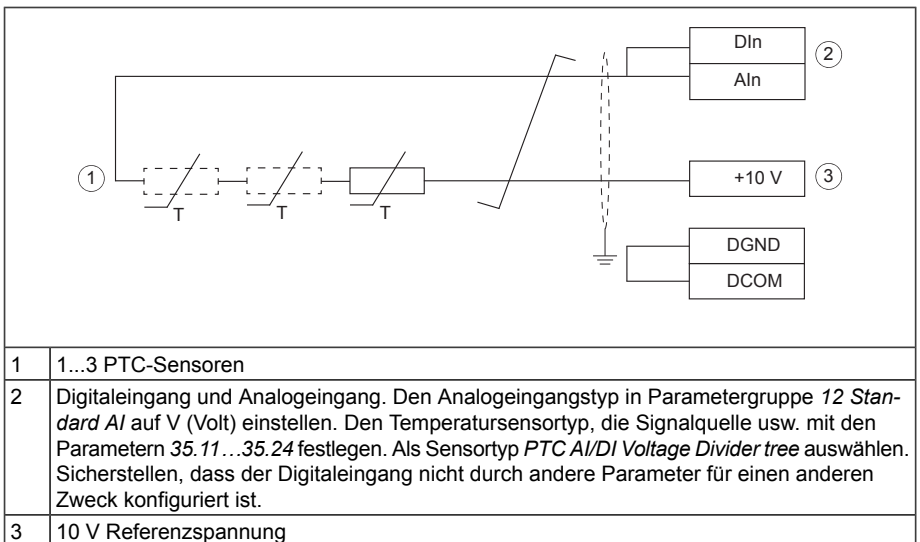 DIn
2
AIn
1
T
T
T
+10 V
3
DGND
DCOM
1 1...3 PTC-Sensoren
2 Digitaleingang und Analogeingang. Den Analogeingangstyp in Parametergruppe 12 Stan-
dard AI auf V (Volt) einstellen. Den Temperatursensortyp, die Signalquelle usw. mit den
Parametern 35.11…35.24 festlegen. Als Sensortyp PTC AI/DI Voltage Divider tree auswählen.
Sicherstellen, dass der Digitaleingang nicht durch andere Parameter für einen anderen
Zweck konfiguriert ist.
3 10 V Referenzspannung